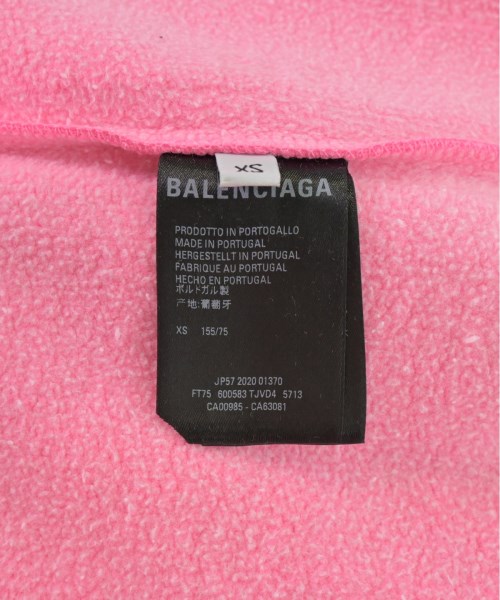 XS
BALENCIAGA
PRODOTTO IN PORTOGALLO
MADE IN PORTUGAL
HERGESTELLT IN PORTUGAL
FABRIQUE AU PORTUGAL
HECHO EN PORTUGAL
ポルトガル製
产地:葡萄牙
XS 155/75
JP57 2020 01370
FT75 600583 TJVD4 5713
CA00985 - CA63081